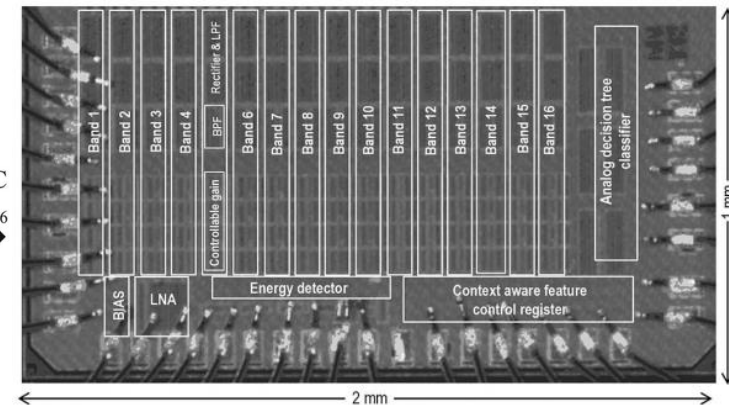 Band 1
Band 2
Band 3
Band 4
Rectifier & LPF
BPF
Controllable gain
Band 6
Band 7
Band 8
Band 9
Band 10
Band 11
Band 12
Band 13
Band 14
Band 15
Band 16
Analog decision tree
classifier
C
6
BIAS
LNA
Energy detector
Context aware feature
control register
1 mm
2 mm